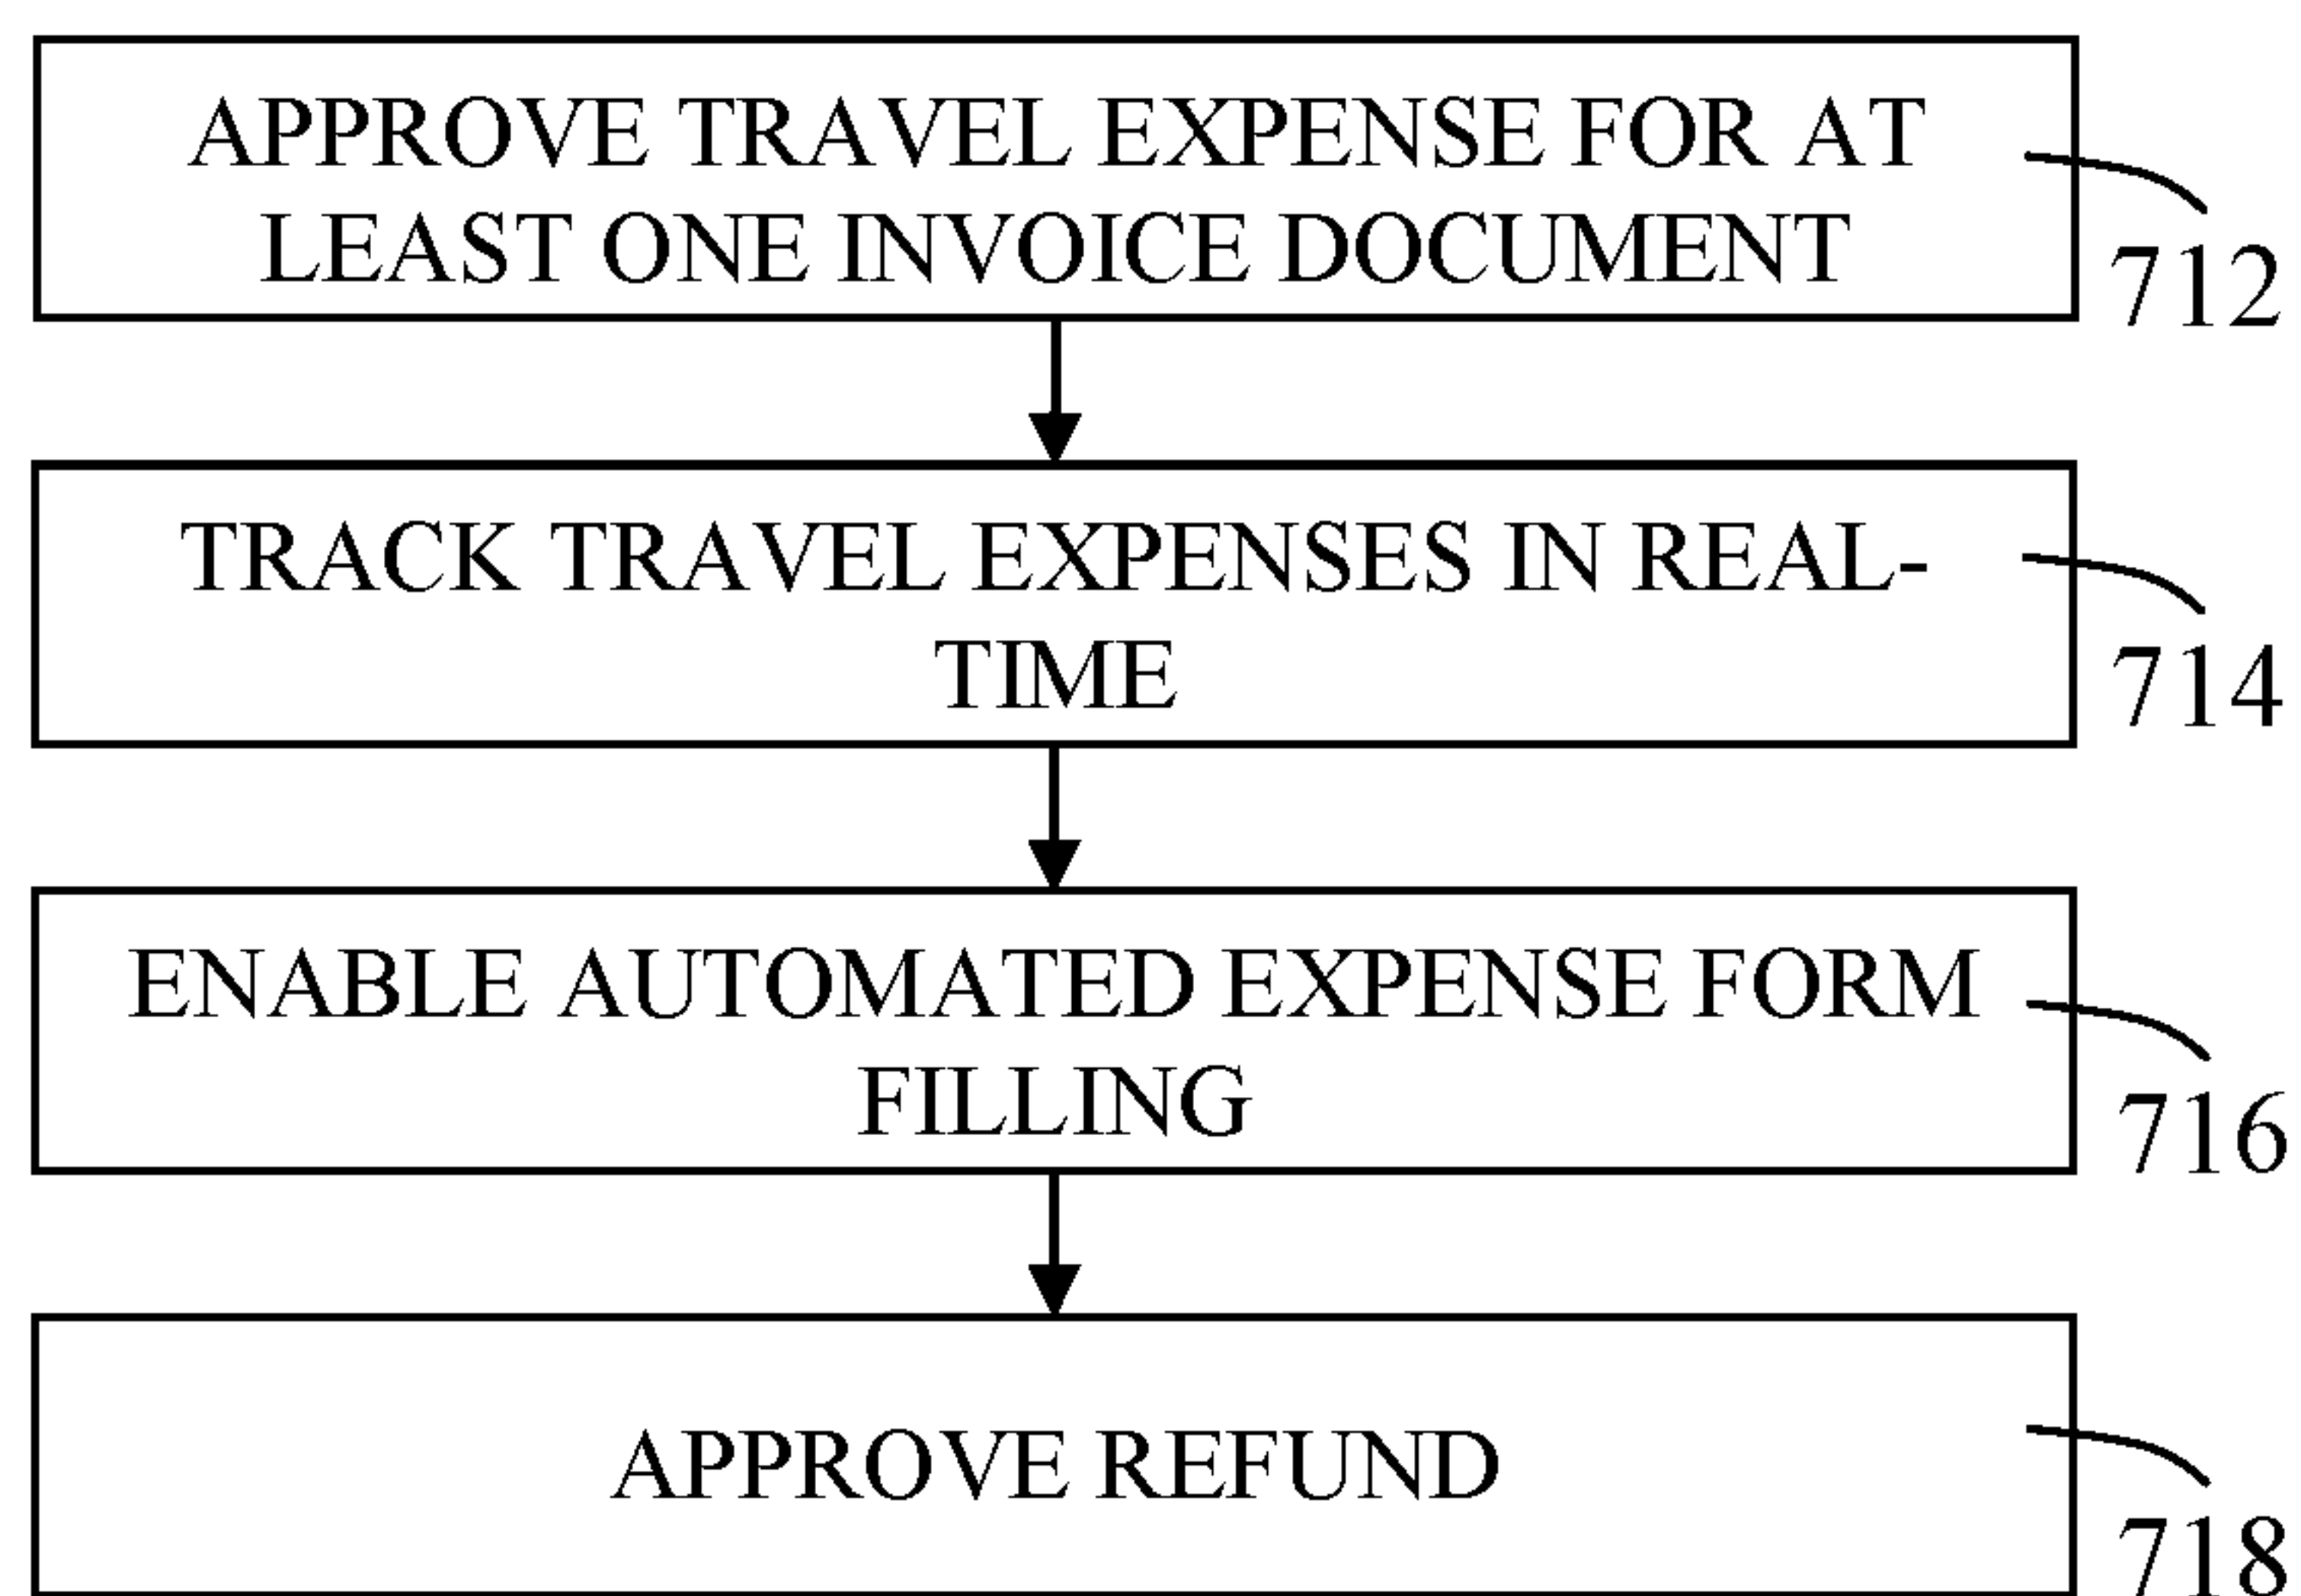 APPROVE TRAVEL EXPENSE FOR AT
LEAST ONE INVOICE DOCUMENT
712
TRACK TRAVEL EXPENSES IN REAL-
TIME
714
ENABLE AUTOMATED EXPENSE FORM
FILLING
716
APPROVE REFUND
718